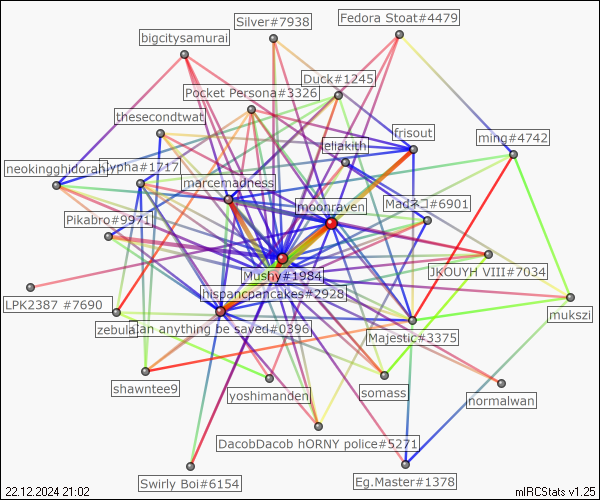 Silver#7938
Fedora Stoat#4479
bigcitysamurai
Duck#1245
Pocket Persona#3326
thesecondtwat
frisout
ming#4742
eliakith
neokingghidorah
lypha#1717
marcemadness
moonraven
Madネコ#6901
Pikabro#9971
Mushy#1984
JKOUYH VIII#7034
hispancpancakes#2928
LPK2387 #7690
mukszi
zebula
an anything be saved#0396
Majestic#3375
shawntee9
yoshimanden
somass
normalwan
DacobDacob hORNY police#5271
Swirly Boi#6154
Eg.Master#1378
22.12.2024 21:02
mIRCStats v1.25